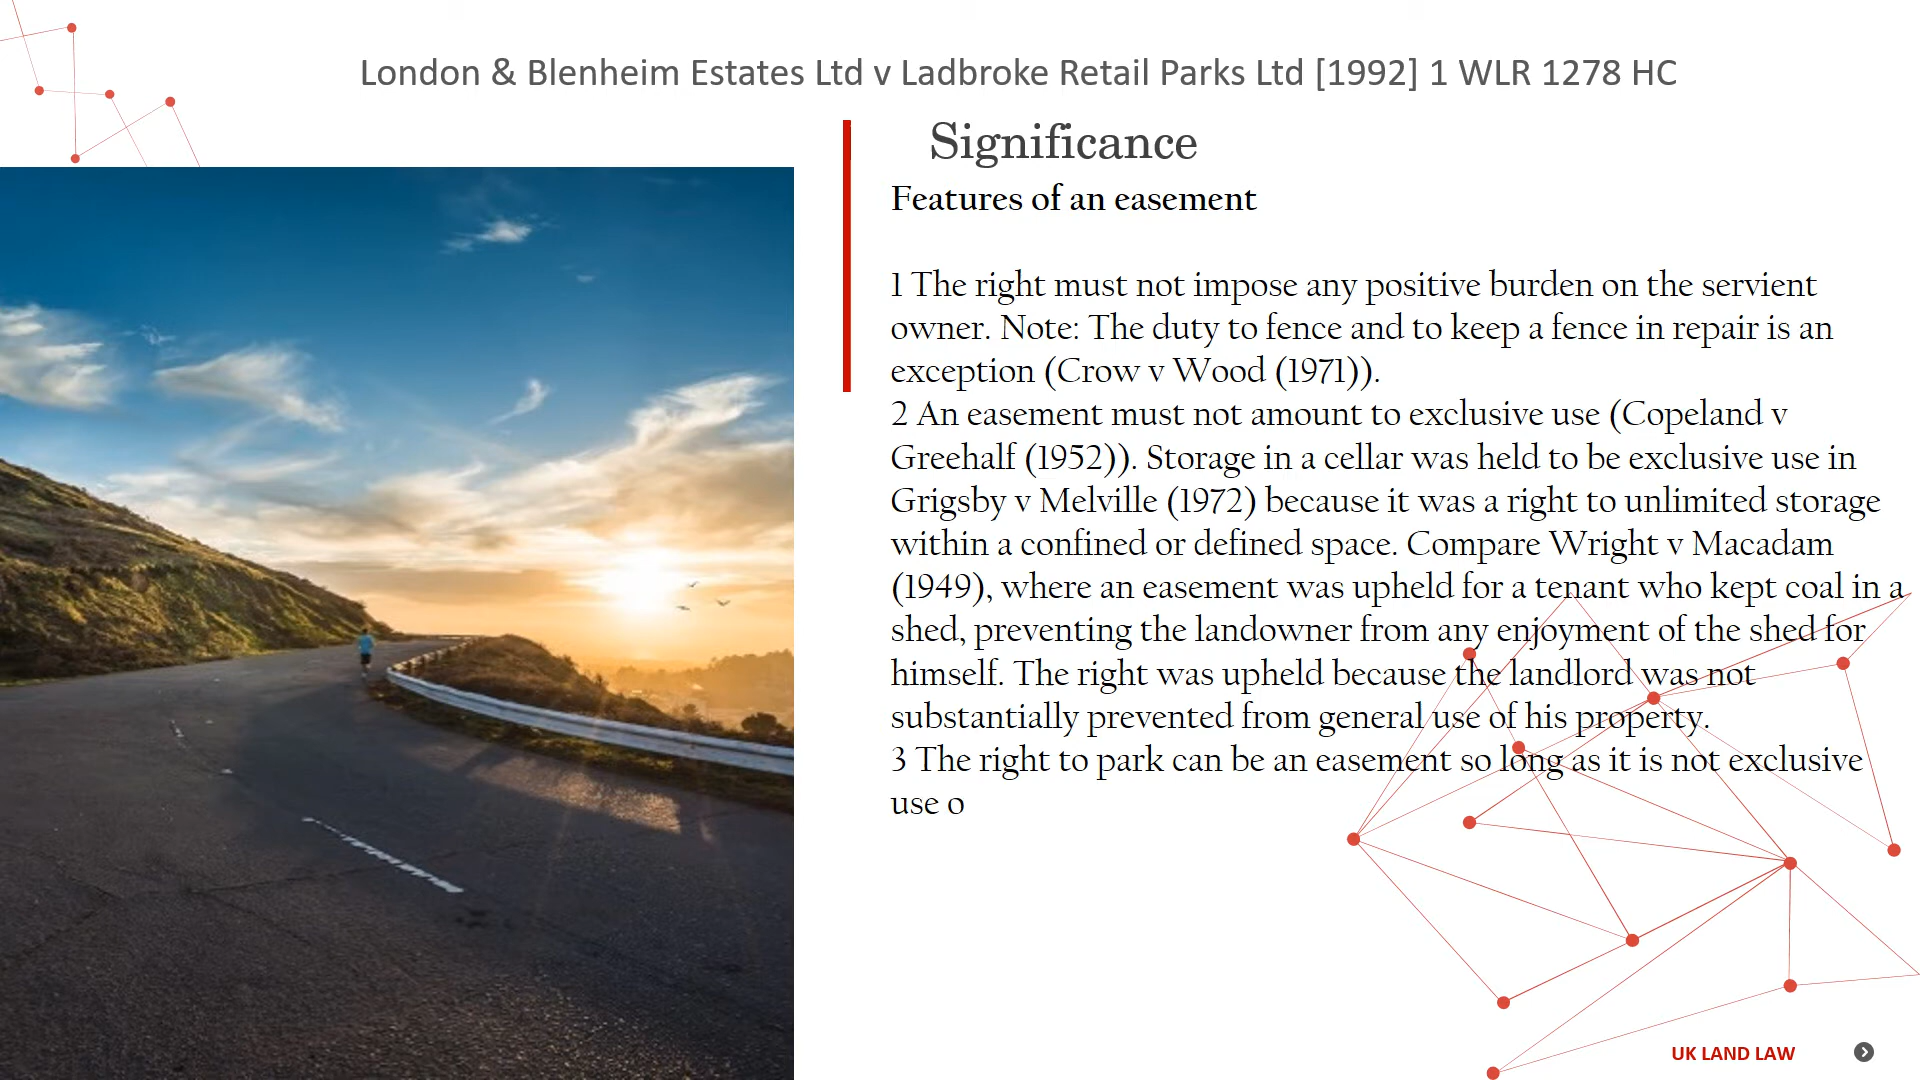 London & Blenheim Estates Ltd v Ladbroke Retail Parks Ltd [1992] 1 WLR 1278 HC
Significance
Features of an easement
1 The right must not impose any positive burden on the servient
owner. Note: The duty to fence and to keep a fence in repair is an
exception (Crow v Wood (1971)).
2 An easement must not amount to exclusive use (Copeland v
Greehalf (1952)). Storage in a cellar was held to be exclusive use in
Grigsby v Melville (1972) because it was a right to unlimited storage
within a confined or defined space. Compare Wright v Macadam
(1949), where an easement was upheld for a tenant who kept coal in a
shed, preventing the landowner from any enjoyment of the shed for
himself. The right was upheld because the landlord was not
substantially prevented from general use of his property.
3 The right to park can be an easement so long as it is not exclusive
use o
UK LAND LAW